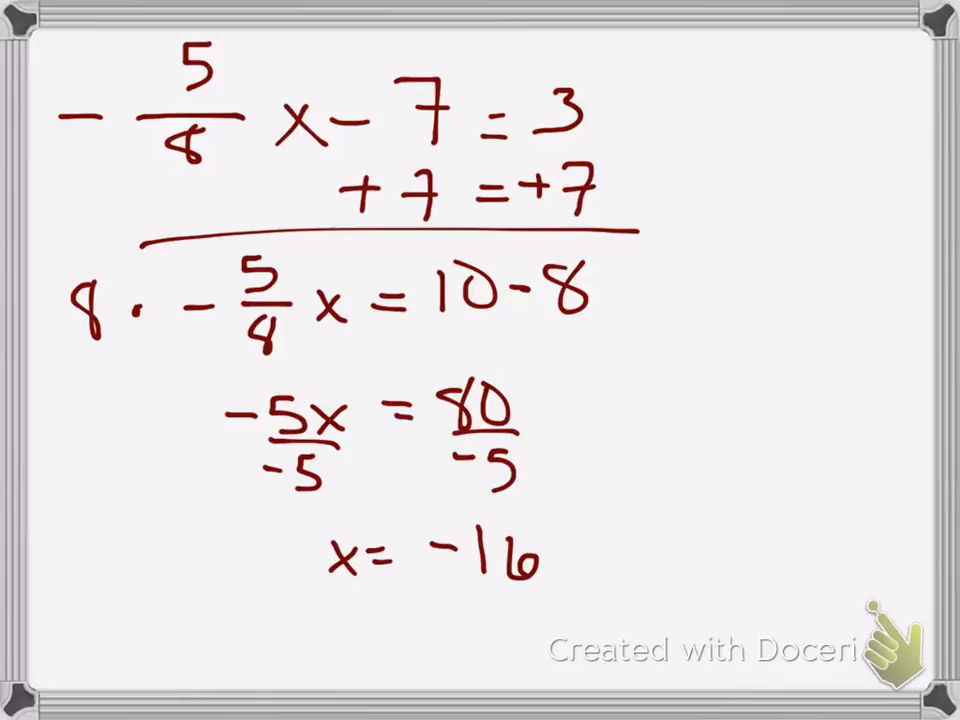 - 5/8 x - 7 = 3
+ 7 = +7
8 · - 5/8 x = 10 - 8
-5x = 80
-5 -5
x = -16
Created with Doceri